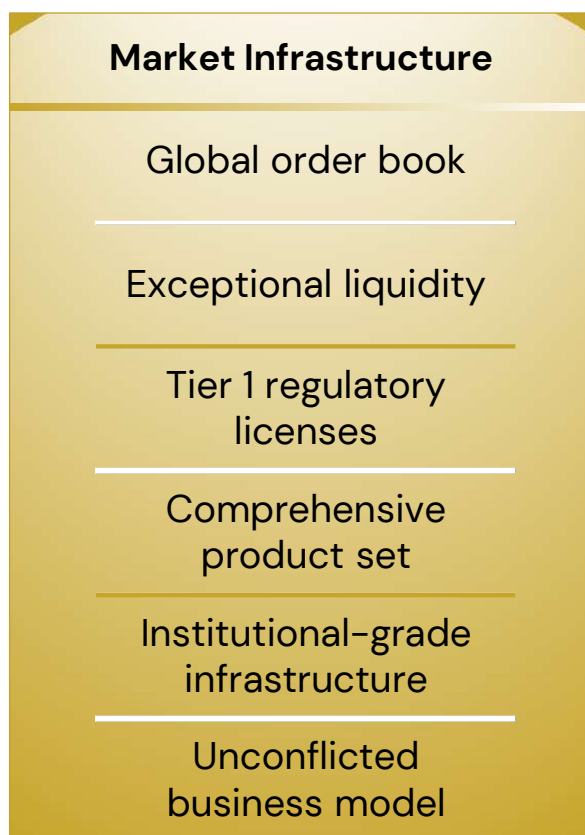 Market Infrastructure
Global order book
Exceptional liquidity
Tier 1 regulatory
licenses
Comprehensive
product set
Institutional-grade
infrastructure
Unconflicted
business model